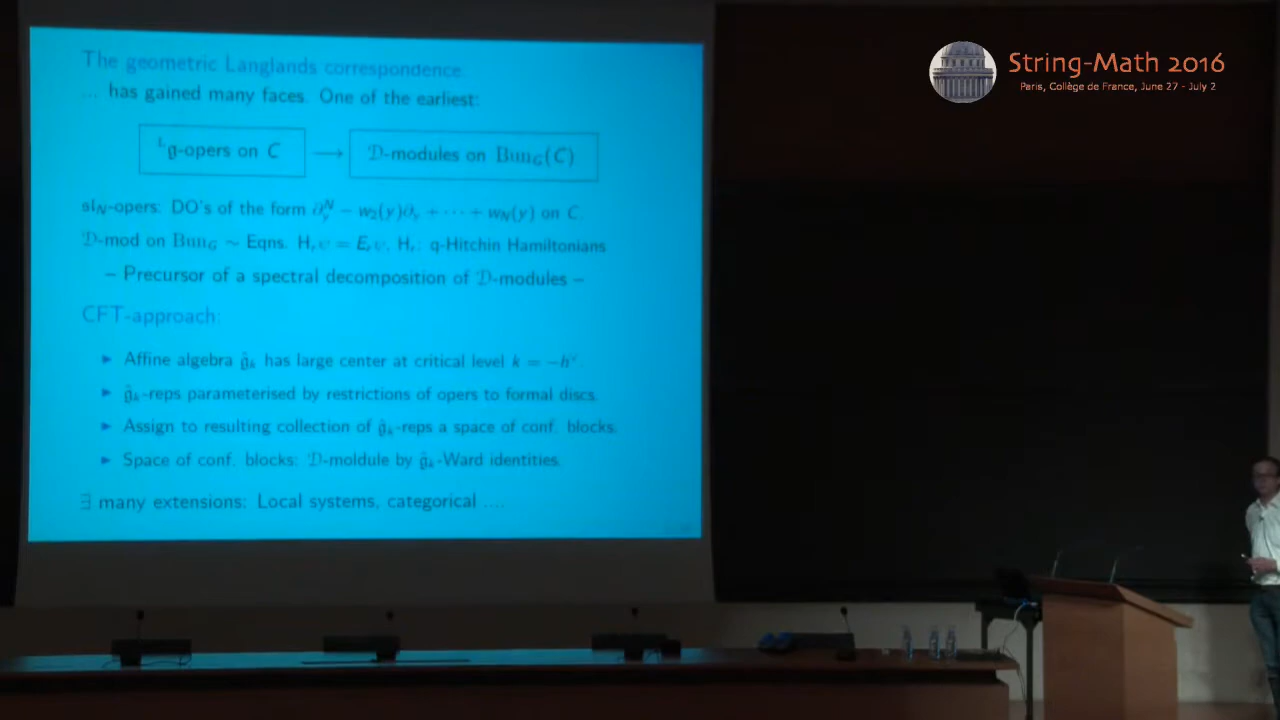 The geometric Langlands correspondence
... has gained many faces. One of the earliest:
ᴸg-opers on C ⟶ 𝒟-modules on Bun_G(C)
sl_N-opers: DO's of the form ∂_y^N − w₂(y)∂_y + ⋯ + w_N(y) on C.
𝒟-mod on Bun_G ∼ Eqns. H_rψ = E_rψ, H_r: q-Hitchin Hamiltonians
– Precursor of a spectral decomposition of 𝒟-modules –
CFT-approach:
▶ Affine algebra ĝ_k has large center at critical level k = −h^∨.
▶ ĝ_k-reps parameterised by restrictions of opers to formal discs.
▶ Assign to resulting collection of ĝ_k-reps a space of conf. blocks.
▶ Space of conf. blocks: 𝒟-moldule by ĝ_k-Ward identities.
∃ many extensions: Local systems, categorical ....
String-Math 2016
Paris, Collège de France, June 27 - July 2